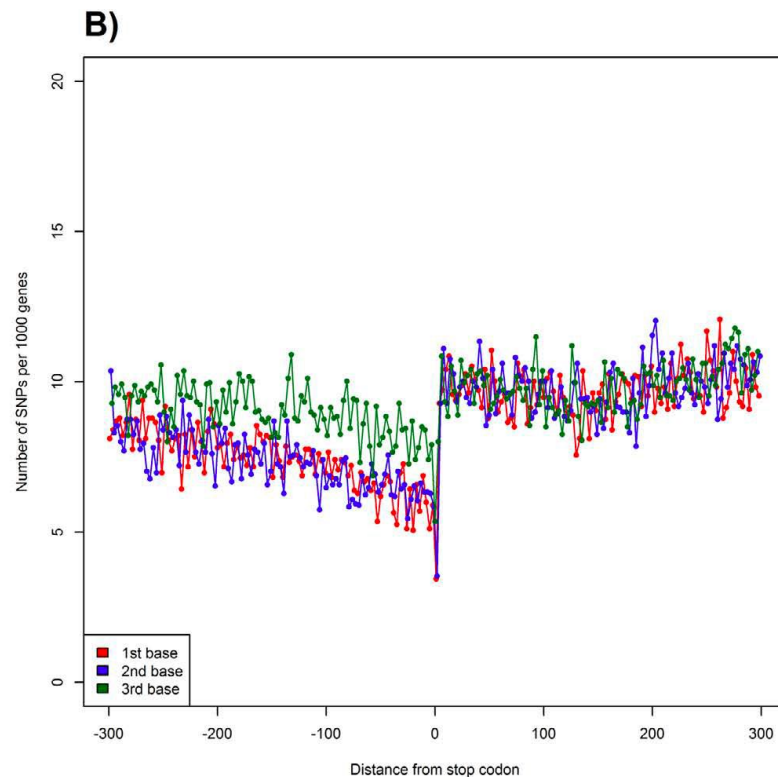 B)
Number of SNPs per 1000 genes
20
15
10
5
0
1st base
2nd base
3rd base
-300 -200 -100 0 100 200 300
Distance from stop codon